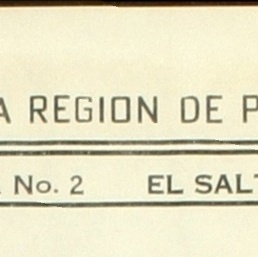 A REGION DE P
No. 2 EL SALT